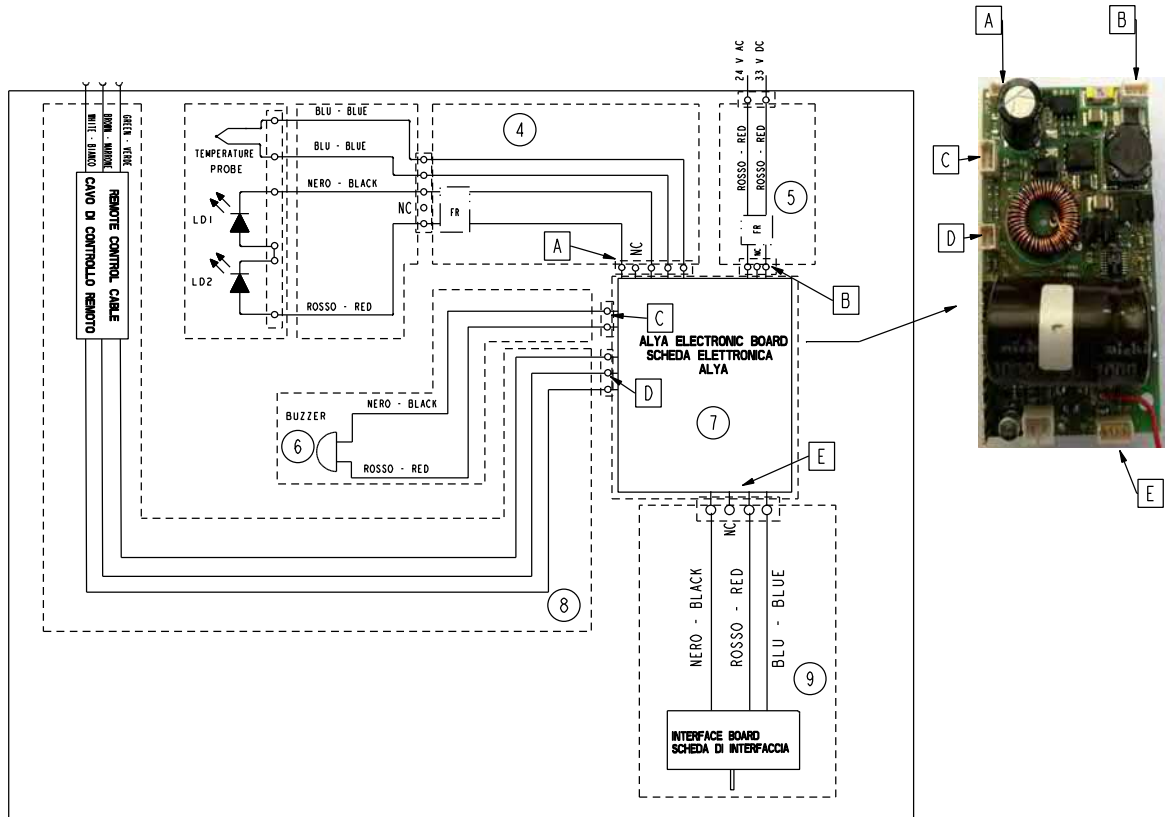 A
B
C
D
E
24 V AC
33 V DC
ROSSO - RED
ROSSO - RED
FR
NC
5
B
4
BLU - BLUE
BLU - BLUE
NERO - BLACK
NC
FR
ROSSO - RED
TEMPERATURE
PROBE
LD1
LD2
GREEN - VERDE
BROWN - MARRONE
WHITE - BIANCO
REMOTE CONTROL CABLE
CAVO DI CONTROLLO REMOTO
A
NC
C
D
ALYA ELECTRONIC BOARD
SCHEDA ELETTRONICA
ALYA
7
E
BUZZER
6
NERO - BLACK
ROSSO - RED
8
NC
NERO - BLACK
ROSSO - RED
BLU - BLUE
9
INTERFACE BOARD
SCHEDA DI INTERFACCIA